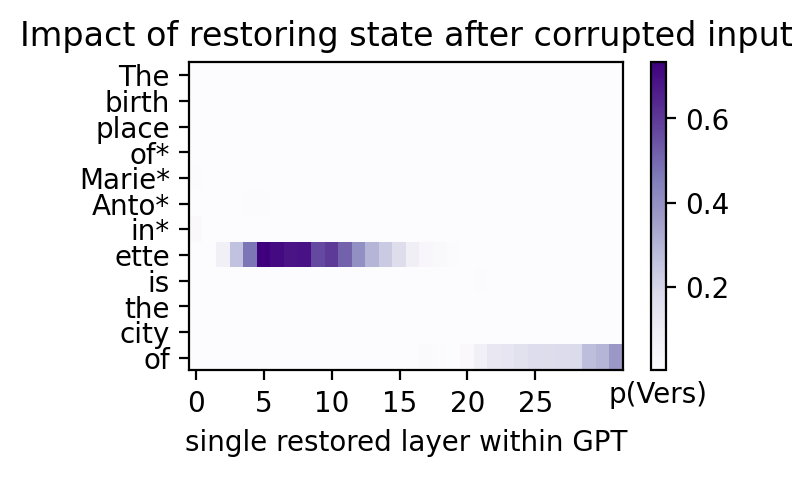 Impact of restoring state after corrupted input
The
birth
place
of*
Marie*
Anto*
in*
ette
is
the
city
of
0 5 10 15 20 25
single restored layer within GPT
0.6
0.4
0.2
p(Vers)